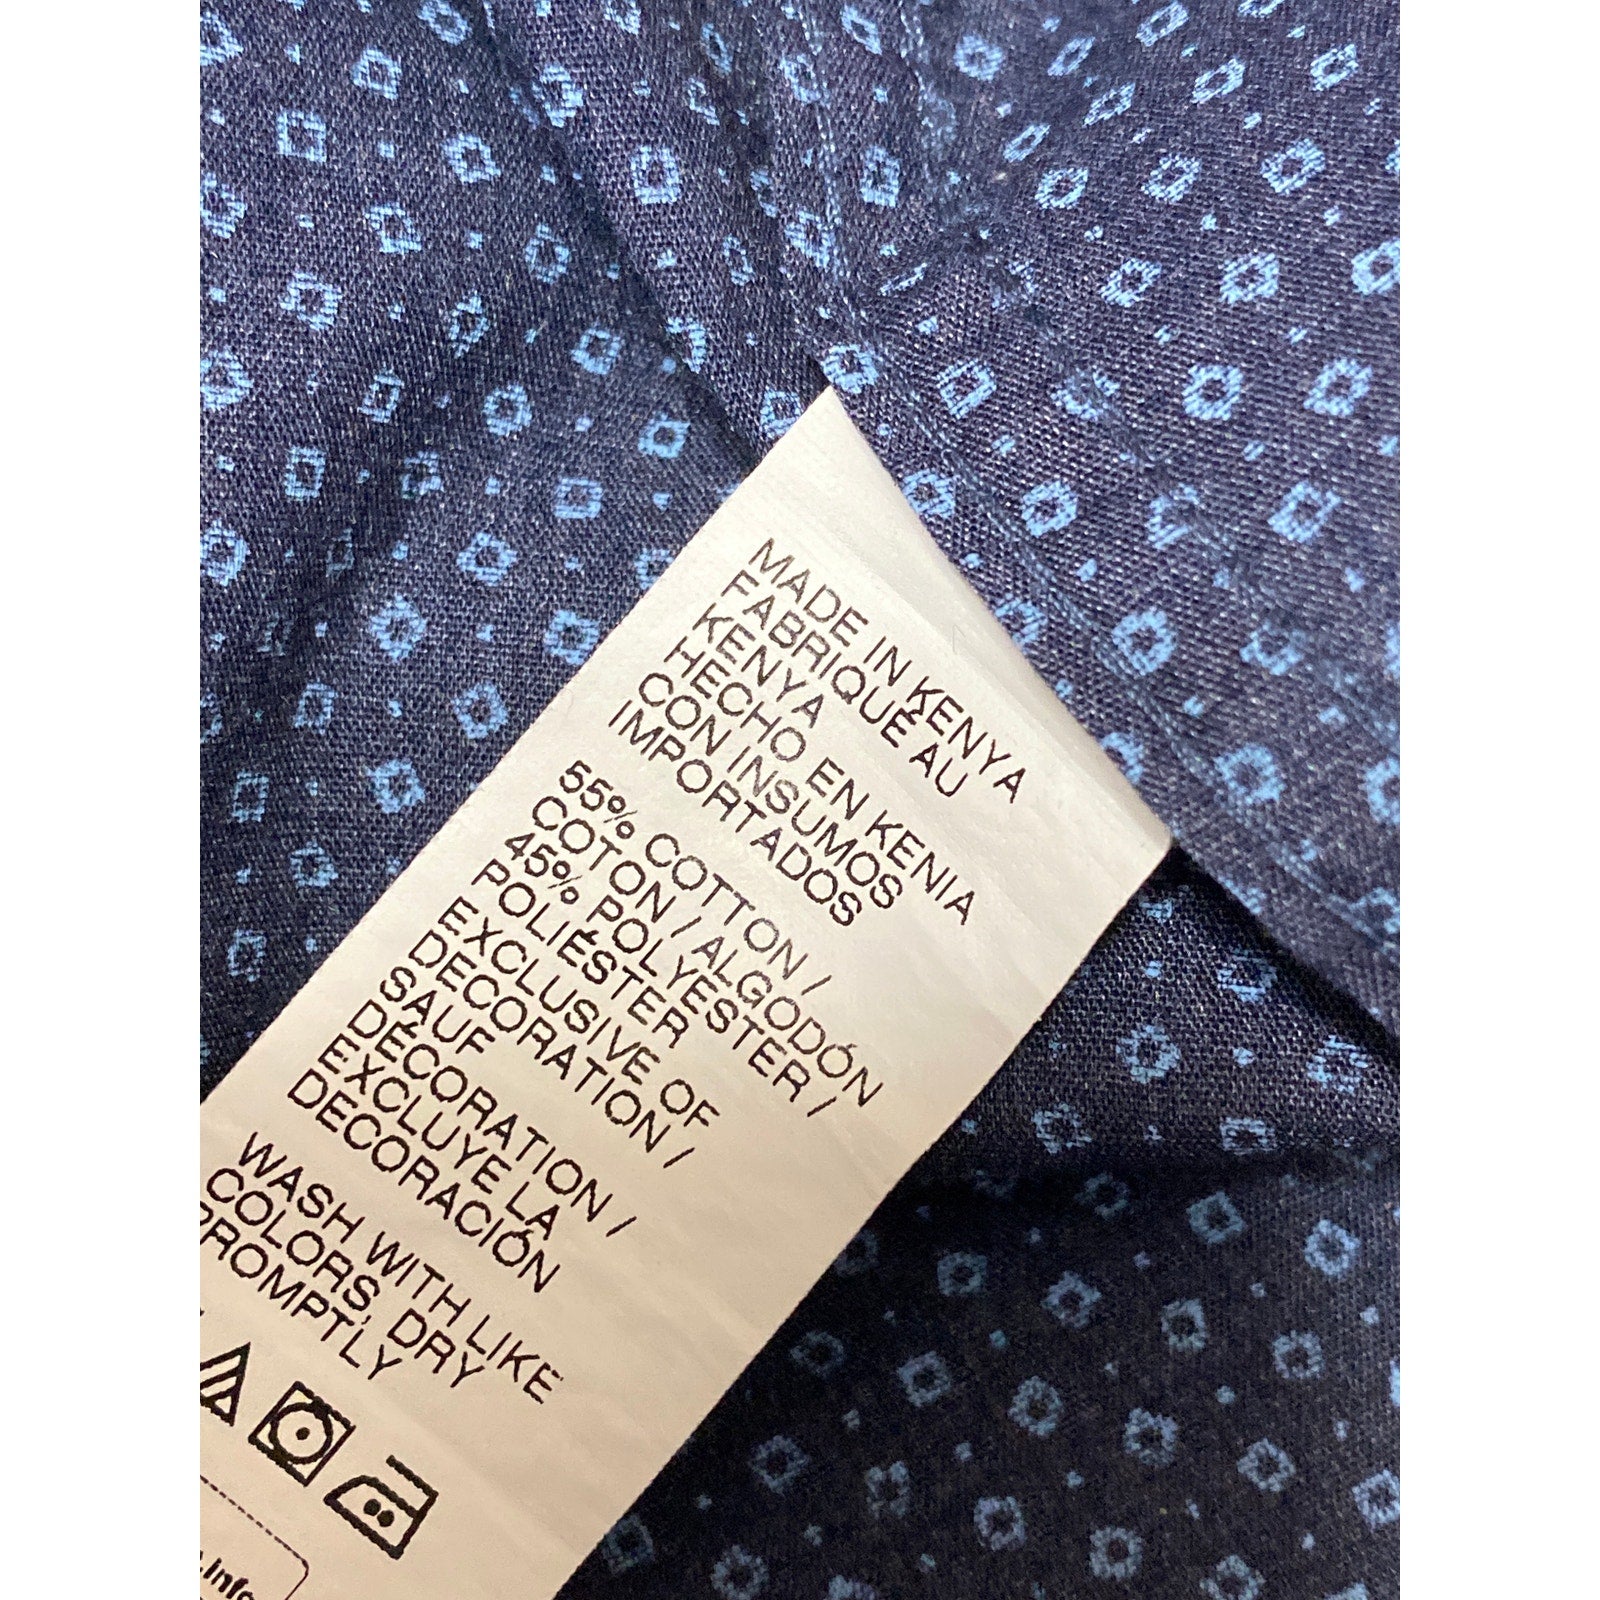 MADE IN KENYA
FABRIQUÉ AU
KENYA
HECHO EN KENIA
CON INSUMOS
IMPORTADOS
55% COTTON /
COTON / ALGODÓN
45% POLYESTER /
POLIÉSTER
EXCLUSIVE OF
DECORATION /
SAUF
DÉCORATION /
EXCLUYE LA
DECORACIÓN
WASH WITH LIKE
COLORS, DRY
PROMPTLY
.info